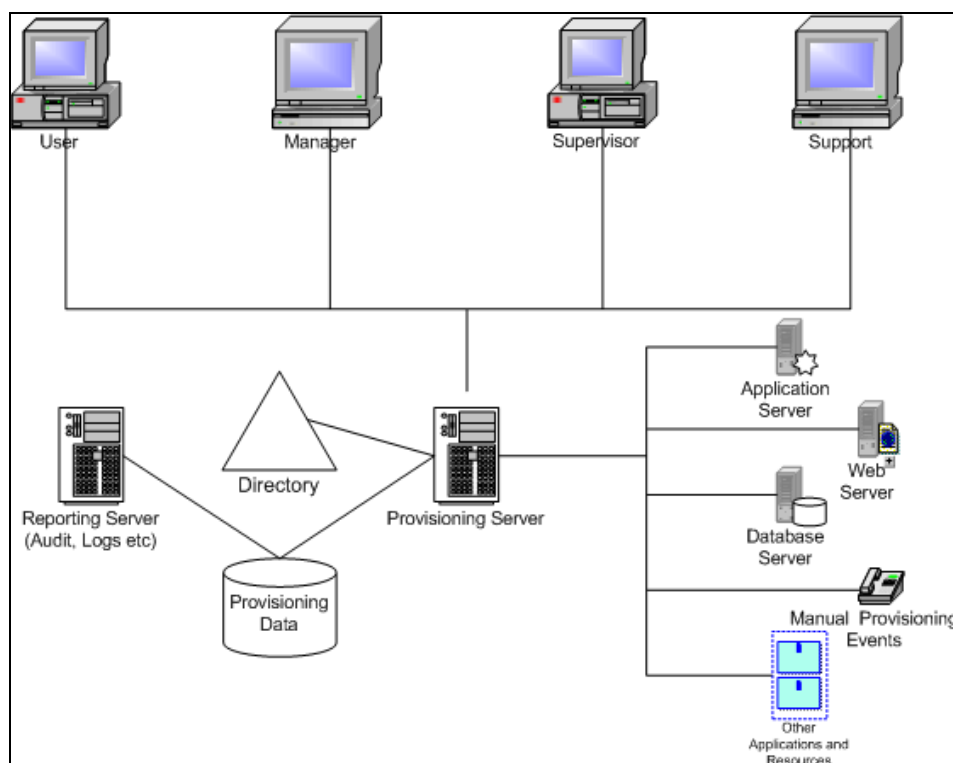 User
Manager
Supervisor
Support
Application
Server
Web
Server
Directory
Reporting Server
(Audit, Logs etc)
Provisioning Server
Database
Server
Provisioning
Data
Manual Provisioning
Events
Other
Applications and
Resources